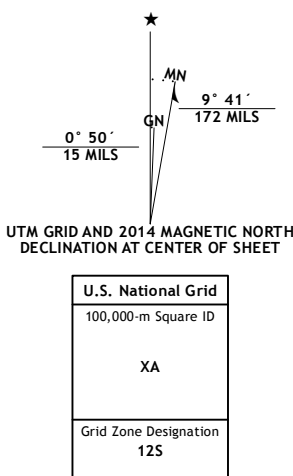 MN
9° 41´
172 MILS
GN
0° 50´
15 MILS
UTM GRID AND 2014 MAGNETIC NORTH
DECLINATION AT CENTER OF SHEET
U.S. National Grid
100,000-m Square ID
XA
Grid Zone Designation
12S